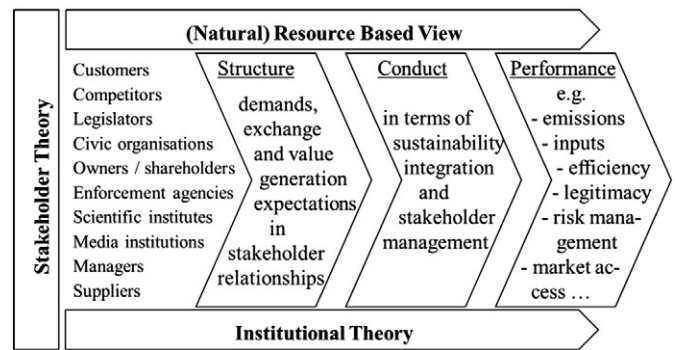 (Natural) Resource Based View
Stakeholder Theory
Customers
Competitors
Legislators
Civic organisations
Owners / shareholders
Enforcement agencies
Scientific institutes
Media institutions
Managers
Suppliers
Structure
demands,
exchange
and value
generation
expectations
in
stakeholder
relationships
Conduct
in terms of
sustainability
integration
and
stakeholder
management
Performance
e.g.
- emissions
- inputs
- efficiency
- legitimacy
- risk man-
gement
- market ac-
cess …
Institutional Theory